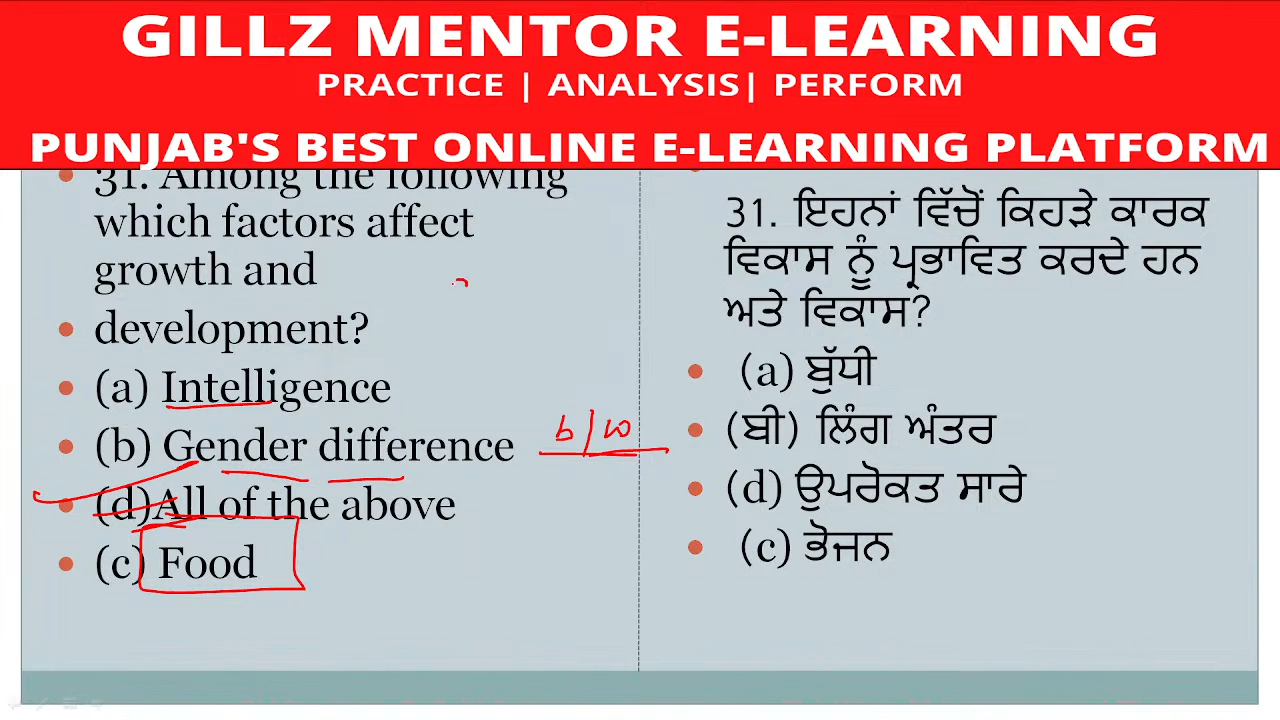 GILLZ MENTOR E-LEARNING
PRACTICE | ANALYSIS| PERFORM
PUNJAB'S BEST ONLINE E-LEARNING PLATFORM
31. Among the following
which factors affect
growth and
development?
(a) Intelligence
(b) Gender difference
b/w
(d)All of the above
(c) Food
31. ਇਹਨਾਂ ਵਿੱਚੋਂ ਕਿਹੜੇ ਕਾਰਕ
ਵਿਕਾਸ ਨੂੰ ਪ੍ਰਭਾਵਿਤ ਕਰਦੇ ਹਨ
ਅਤੇ ਵਿਕਾਸ?
(a) ਬੁੱਧੀ
(ਬੀ) ਲਿੰਗ ਅੰਤਰ
(d) ਉਪਰੋਕਤ ਸਾਰੇ
(c) ਭੋਜਨ